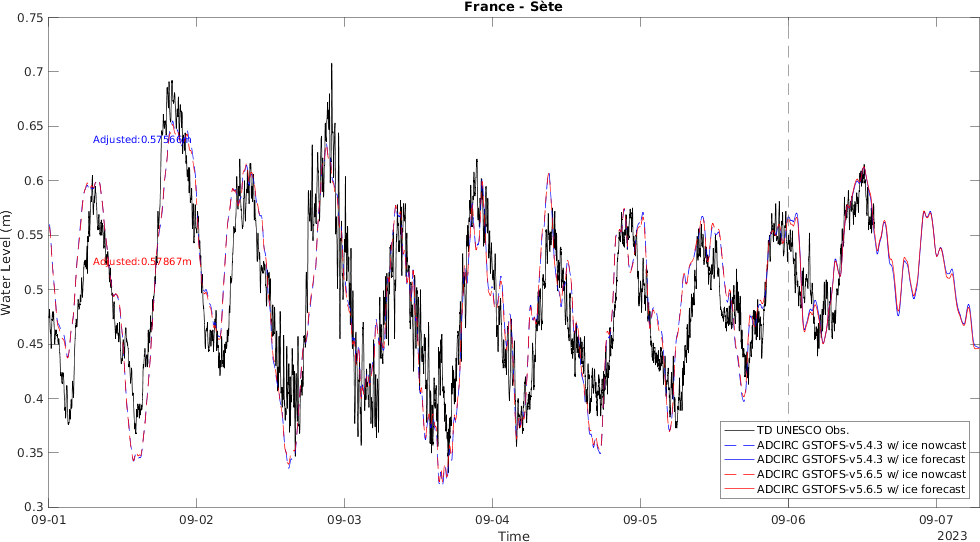 France - Sète
0.75
0.7
0.65
0.6
0.55
0.5
0.45
0.4
0.35
0.3
Water Level (m)
Adjusted:0.57566m
Adjusted:0.57867m
TD UNESCO Obs.
ADCIRC GSTOFS-v5.4.3 w/ ice nowcast
ADCIRC GSTOFS-v5.4.3 w/ ice forecast
ADCIRC GSTOFS-v5.6.5 w/ ice nowcast
ADCIRC GSTOFS-v5.6.5 w/ ice forecast
09-01 09-02 09-03 09-04 09-05 09-06 09-07
Time
2023